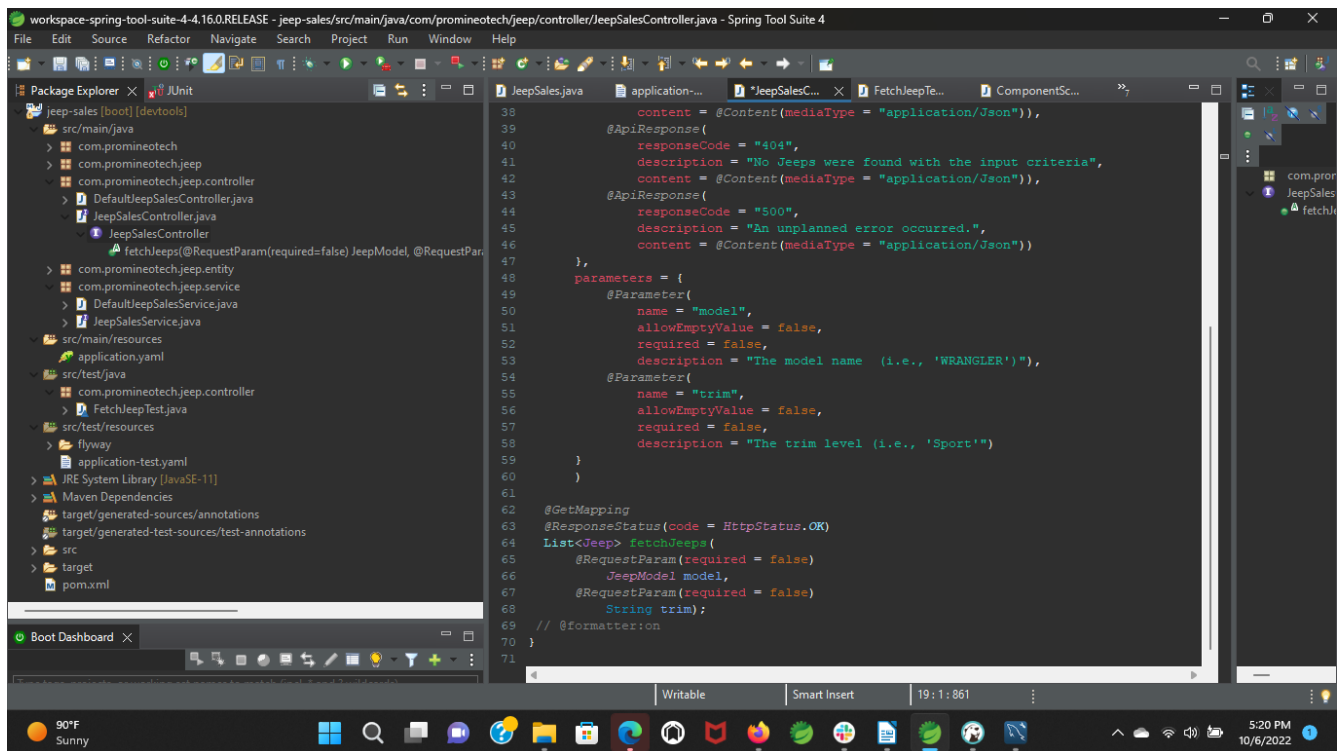 workspace-spring-tool-suite-4-4.16.0.RELEASE - jeep-sales/src/main/java/com/promineotech/jeep/controller/JeepSalesController.java - Spring Tool Suite 4
File Edit Source Refactor Navigate Search Project Run Window Help
Package Explorer JUnit
jeep-sales [boot] [devtools]
src/main/java
com.promineotech
com.promineotech.jeep
com.promineotech.jeep.controller
DefaultJeepSalesController.java
JeepSalesController.java
JeepSalesController
fetchJeeps(@RequestParam(required=false) JeepModel, @RequestPar
com.promineotech.jeep.entity
com.promineotech.jeep.service
DefaultJeepSalesService.java
JeepSalesService.java
src/main/resources
application.yaml
src/test/java
com.promineotech.jeep.controller
FetchJeepTest.java
src/test/resources
flyway
application-test.yaml
JRE System Library [JavaSE-11]
Maven Dependencies
target/generated-sources/annotations
target/generated-test-sources/test-annotations
src
target
pom.xml
Boot Dashboard
JeepSales.java application-... *JeepSalesC... FetchJeepTe... ComponentSc... »7
38 content = @Content(mediaType = "application/Json")),
39 @ApiResponse(
40 responseCode = "404",
41 description = "No Jeeps were found with the input criteria",
42 content = @Content(mediaType = "application/Json")),
43 @ApiResponse(
44 responseCode = "500",
45 description = "An unplanned error occurred.",
46 content = @Content(mediaType = "application/Json"))
47 },
48 parameters = {
49 @Parameter(
50 name = "model",
51 allowEmptyValue = false,
52 required = false,
53 description = "The model name  (i.e., 'WRANGLER')"),
54 @Parameter(
55 name = "trim",
56 allowEmptyValue = false,
57 required = false,
58 description = "The trim level (i.e., 'Sport'")
59 }
60 )
61
62 @GetMapping
63 @ResponseStatus(code = HttpStatus.OK)
64 List<Jeep> fetchJeeps(
65 @RequestParam(required = false)
66 JeepModel model,
67 @RequestParam(required = false)
68 String trim);
69 // @formatter:on
70 }
71
com.pron
JeepSales
fetchJe
Writable Smart Insert 19 : 1 : 861
90°F
Sunny
5:20 PM
10/6/2022
1